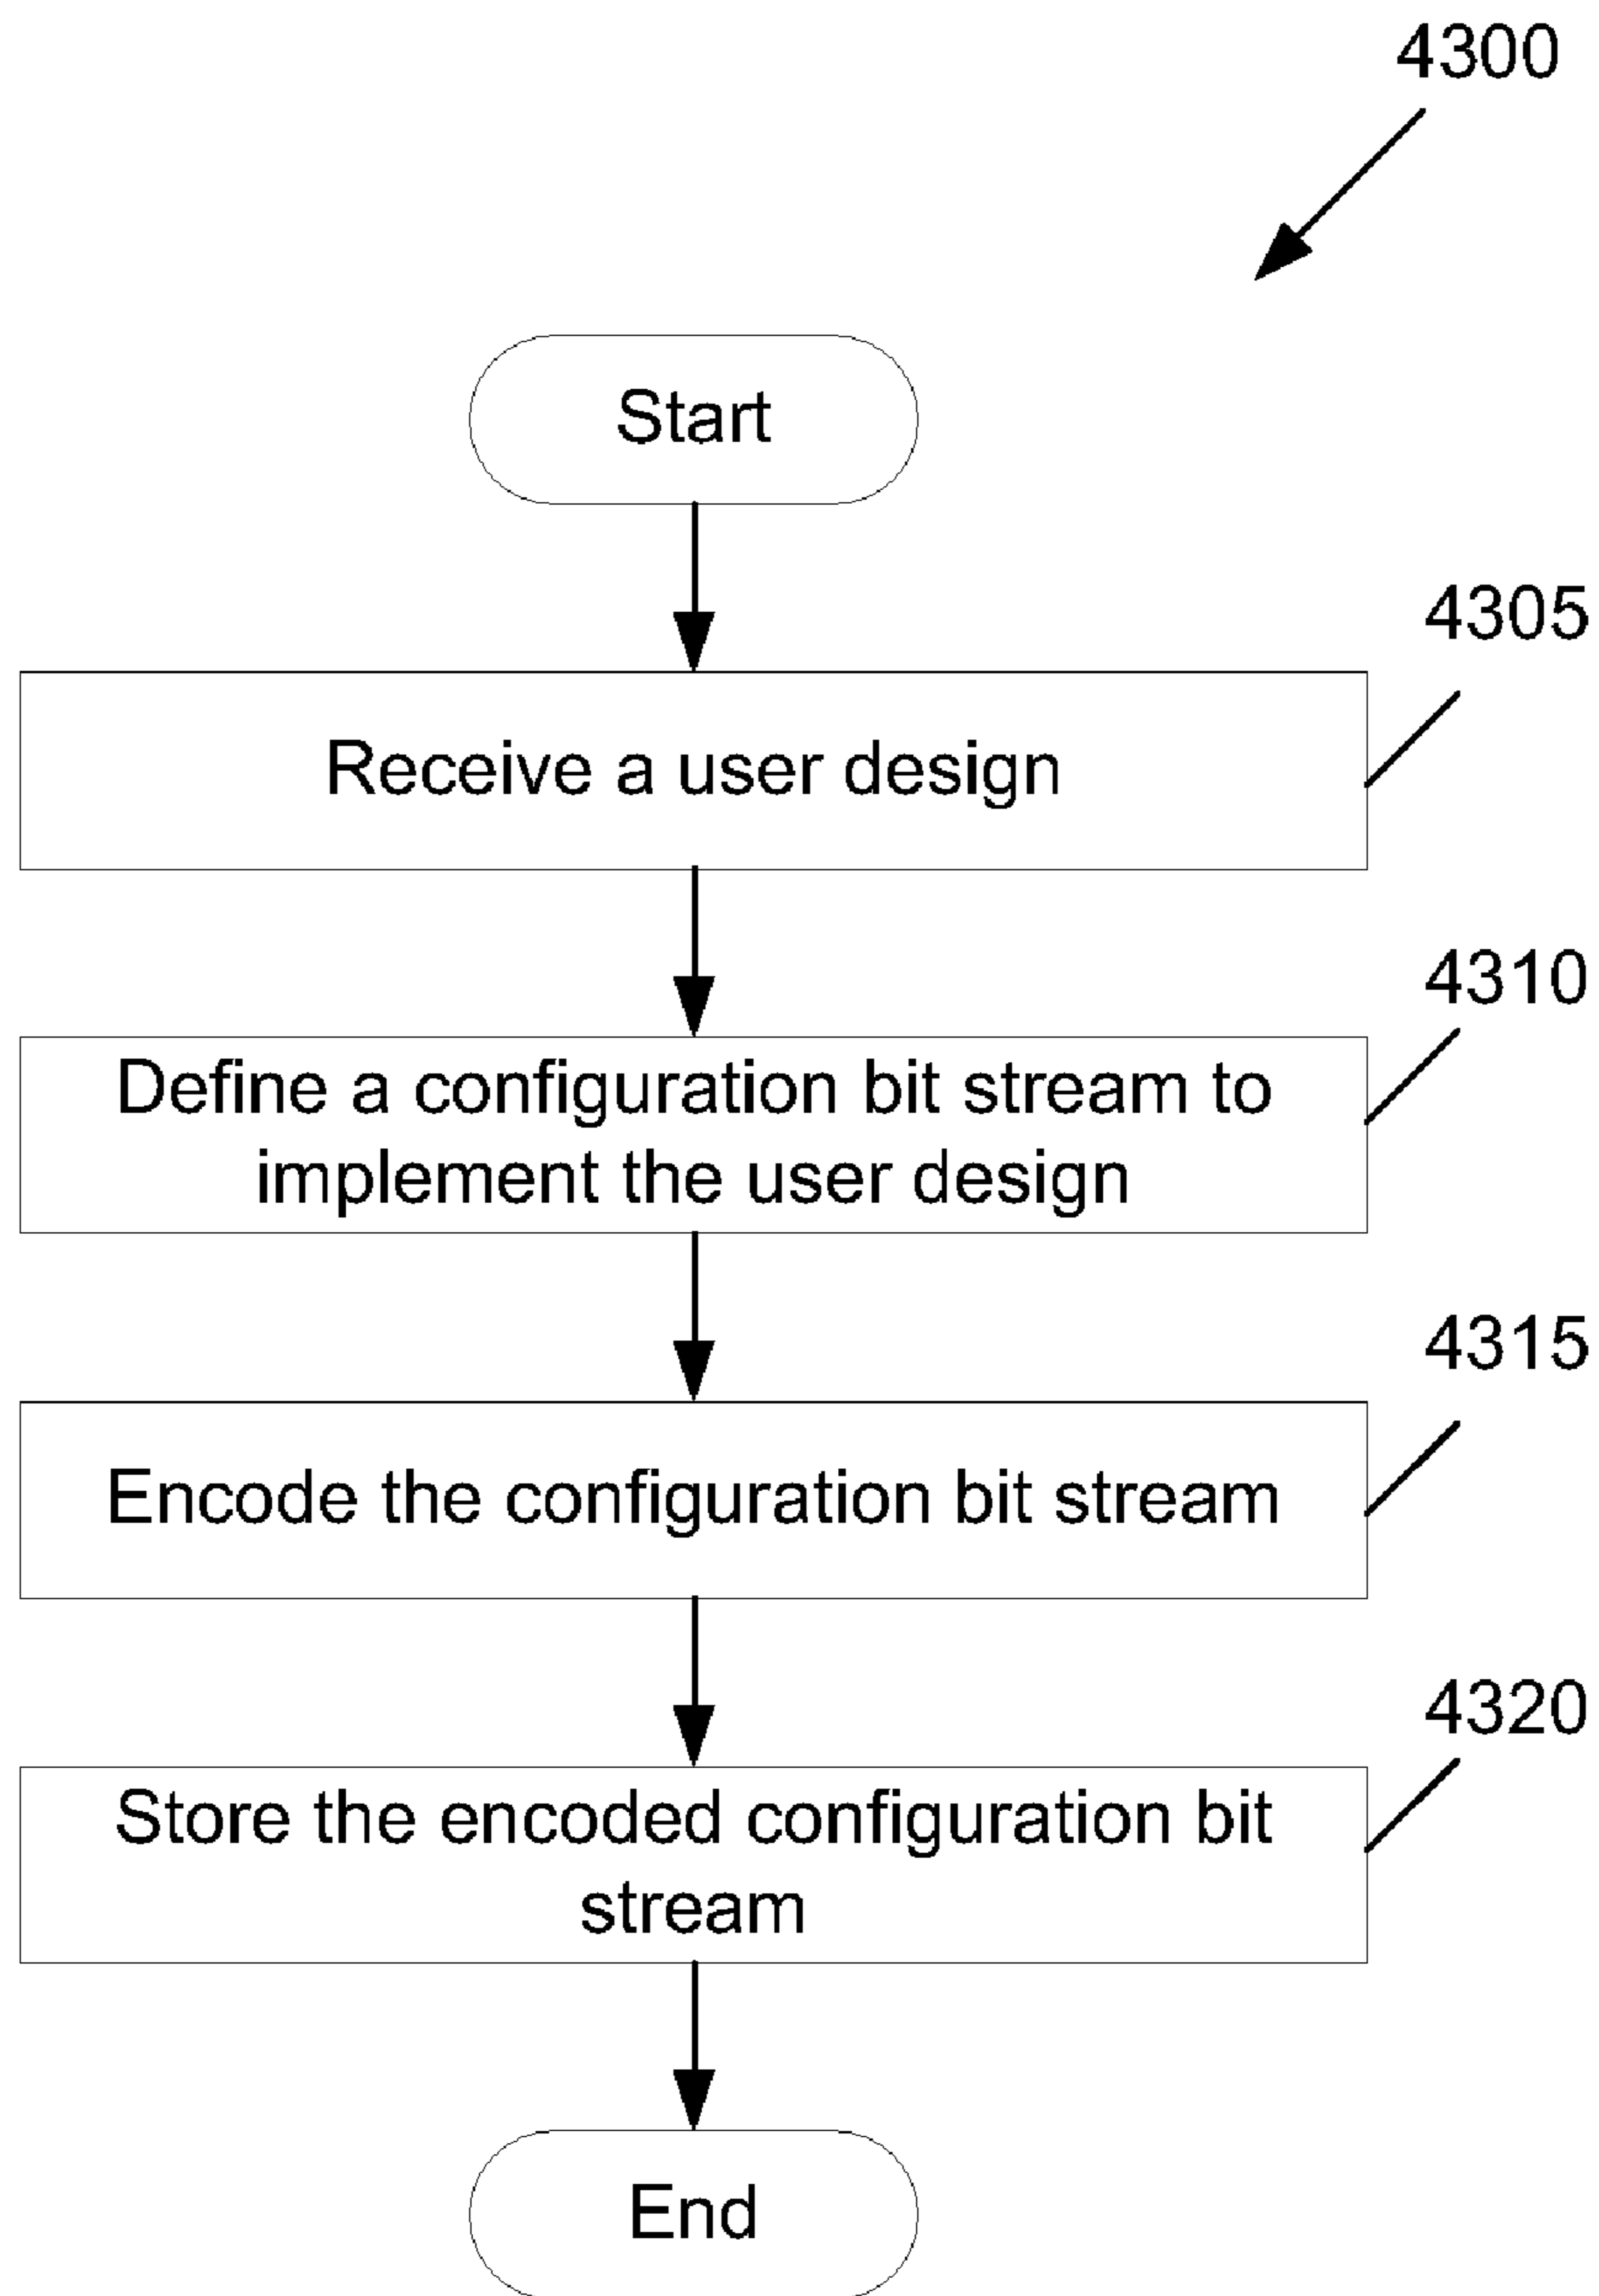 4300
Start
4305
Receive a user design
4310
Define a configuration bit stream to
implement the user design
4315
Encode the configuration bit stream
4320
Store the encoded configuration bit
stream
End